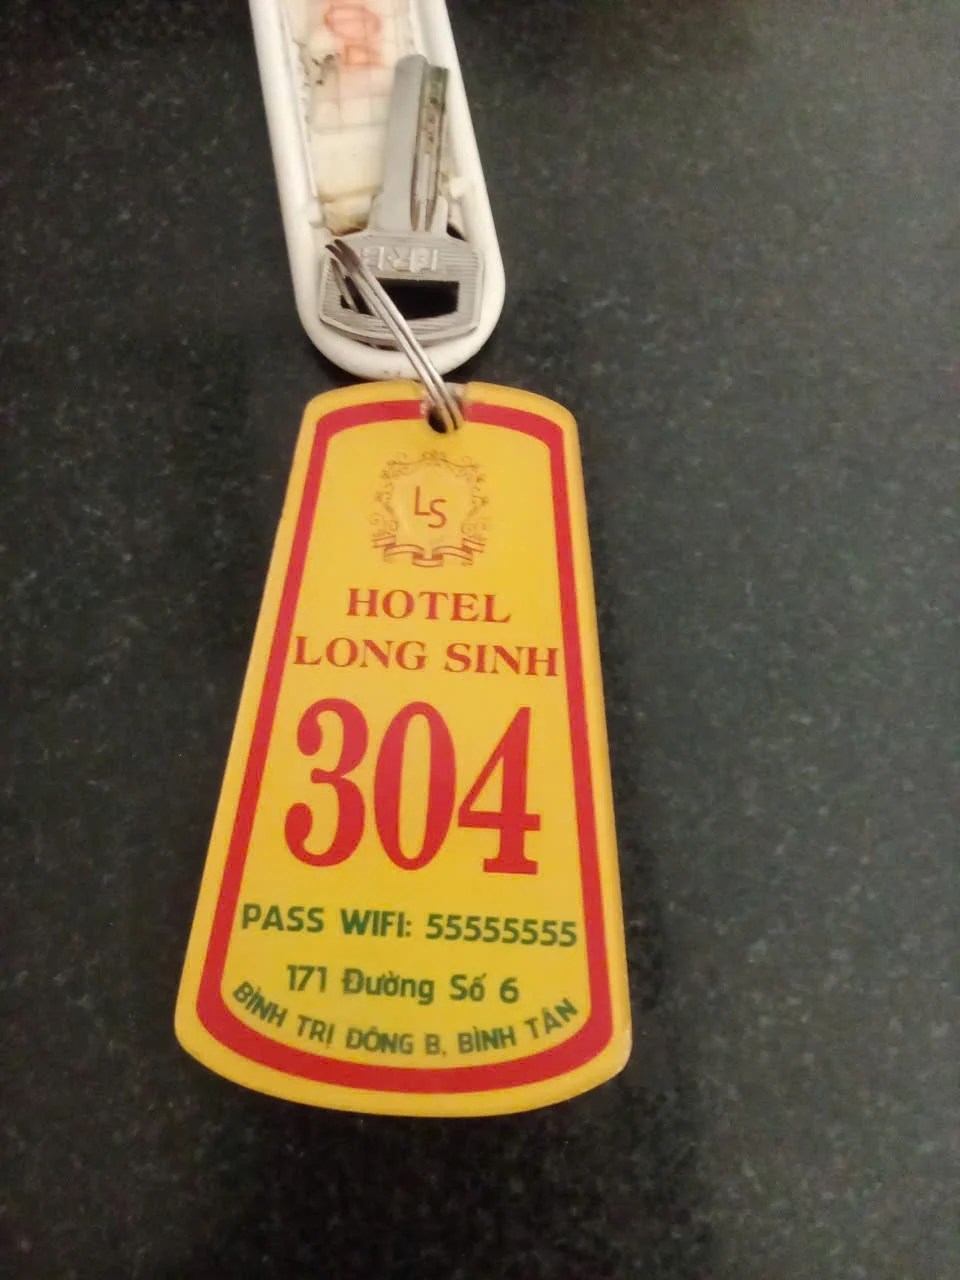 LS
HOTEL
LONG SINH
304
PASS WIFI: 55555555
171 Đường Số 6
BÌNH TRỊ ĐÔNG B, BÌNH TÂN